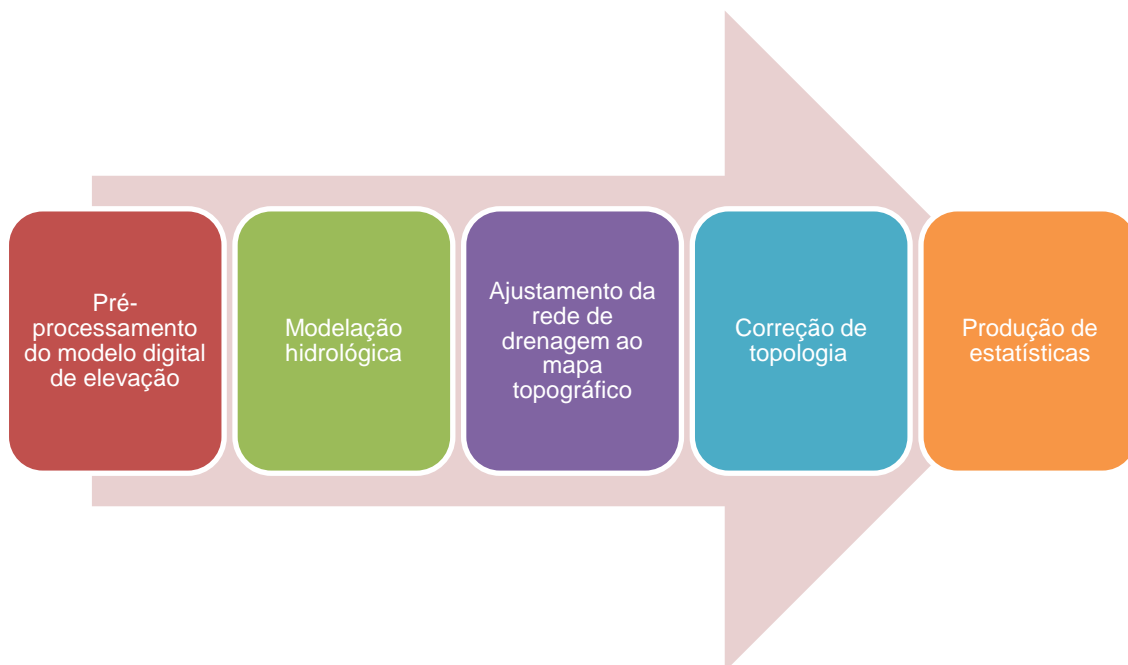 Pré-
processamento
do modelo digital
de elevação
Modelação
hidrológica
Ajustamento da
rede de
drenagem ao
mapa
topográfico
Correção de
topologia
Produção de
estatísticas